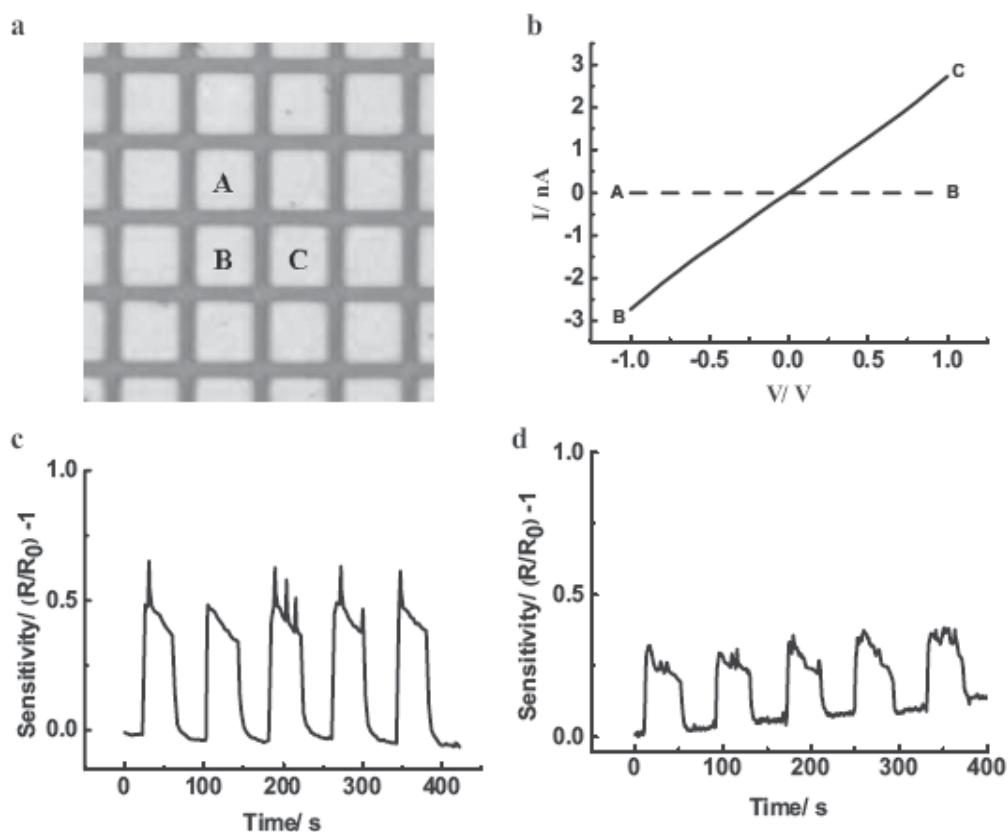 a
A
B C
b
3
2
1
0
-1
-2
-3
I/ nA
A B
B
C
-1.0 -0.5 0.0 0.5 1.0
V/ V
c
1.0
0.5
0.0
Sensitivity/ (R/R0) -1
0 100 200 300 400
Time/ s
d
1.0
0.5
0.0
Sensitivity/ (R/R0) -1
0 100 200 300 400
Time/ s